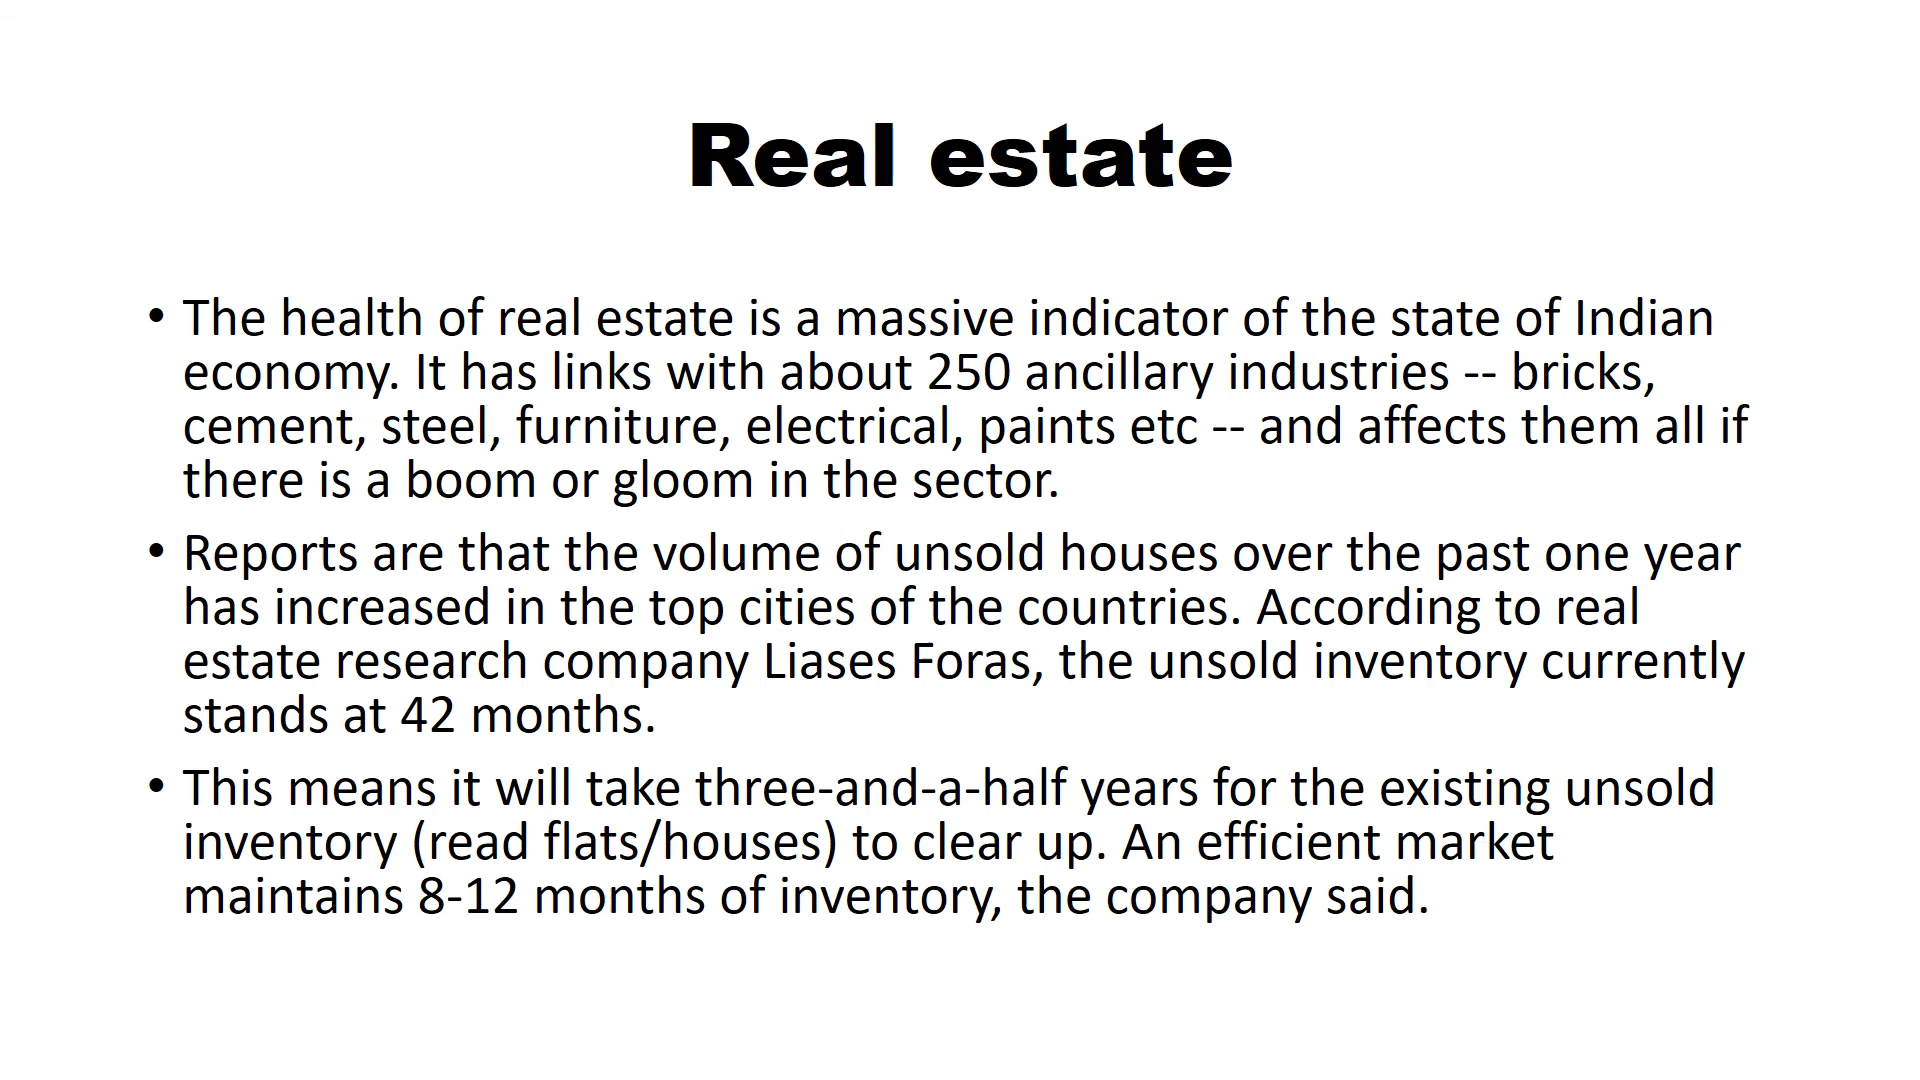 Real estate
• The health of real estate is a massive indicator of the state of Indian
economy. It has links with about 250 ancillary industries -- bricks,
cement, steel, furniture, electrical, paints etc -- and affects them all if
there is a boom or gloom in the sector.
• Reports are that the volume of unsold houses over the past one year
has increased in the top cities of the countries. According to real
estate research company Liases Foras, the unsold inventory currently
stands at 42 months.
• This means it will take three-and-a-half years for the existing unsold
inventory (read flats/houses) to clear up. An efficient market
maintains 8-12 months of inventory, the company said.